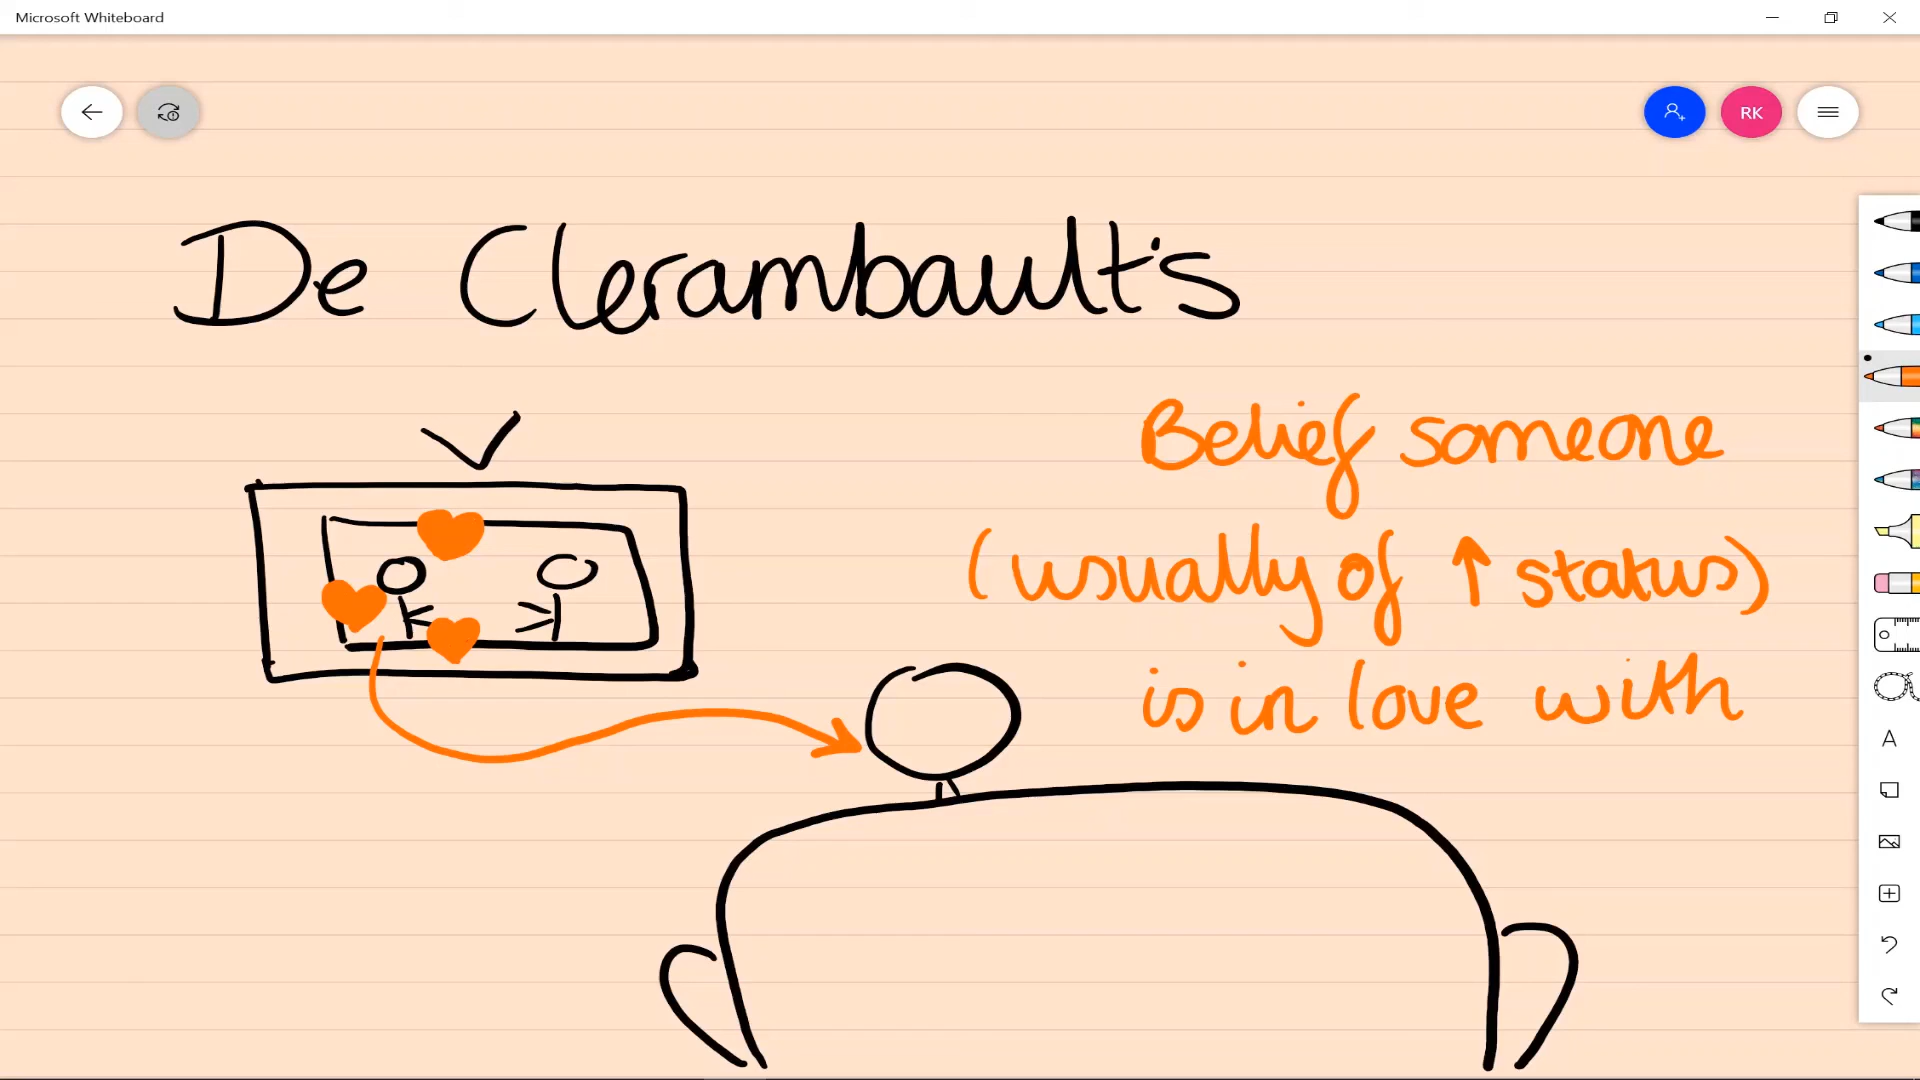 Microsoft Whiteboard
RK
De Clerambault's
Belief someone
(usually of ↑ status)
is in love with
A